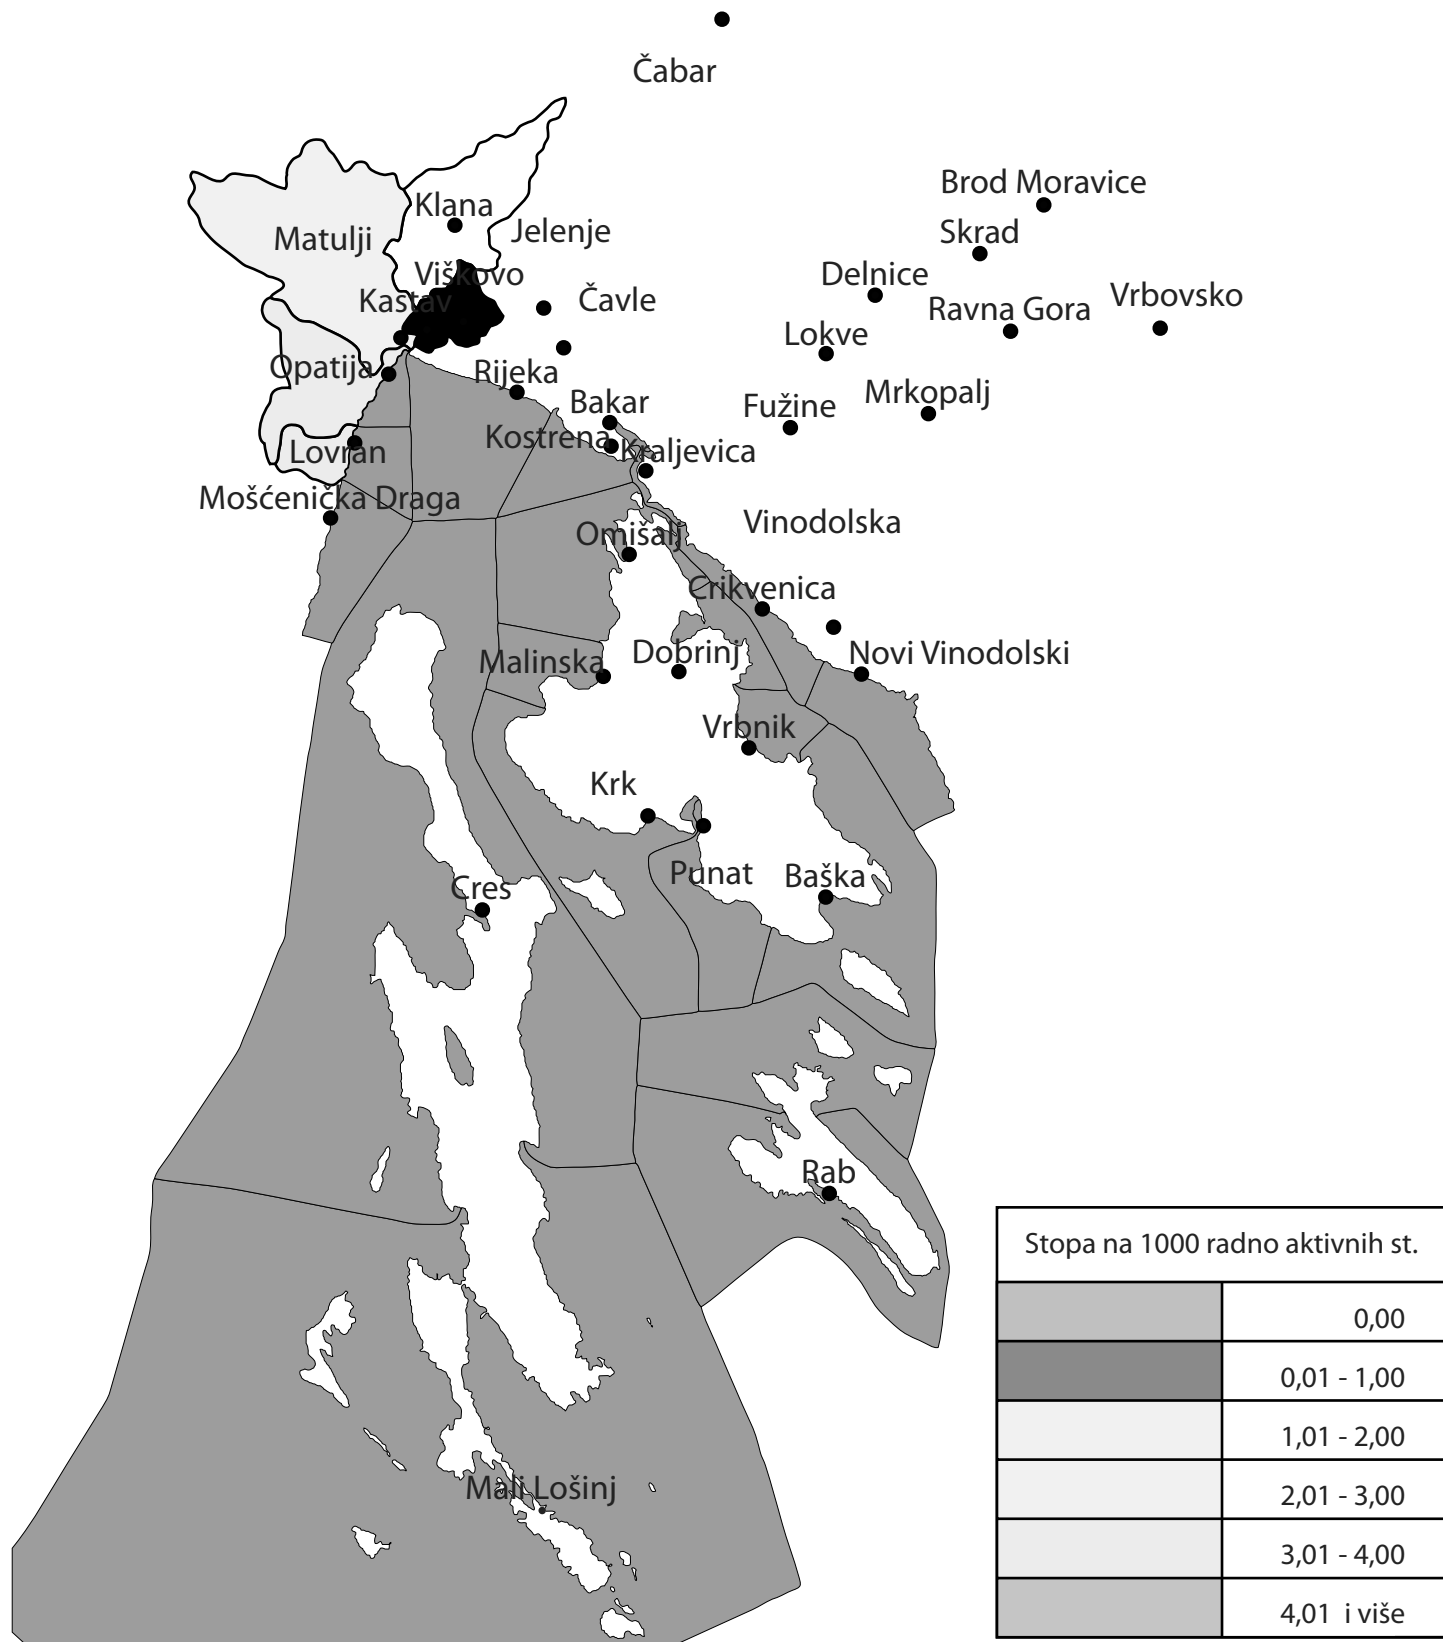 Čabar
Brod Moravice
Klana
Jelenje
Skrad
Matulji
Viškovo
Delnice
Kastav
Čavle
Ravna Gora
Vrbovsko
Lokve
Opatija
Rijeka
Bakar
Fužine
Mrkopalj
Kostrena
Kraljevica
Lovran
Mošćenička Draga
Vinodolska
Omišalj
Crikvenica
Malinska
Dobrinj
Novi Vinodolski
Vrbnik
Krk
Punat
Baška
Cres
Rab
Stopa na 1000 radno aktivnih st.
0,00
0,01 - 1,00
1,01 - 2,00
2,01 - 3,00
3,01 - 4,00
4,01 i više
Mali Lošinj